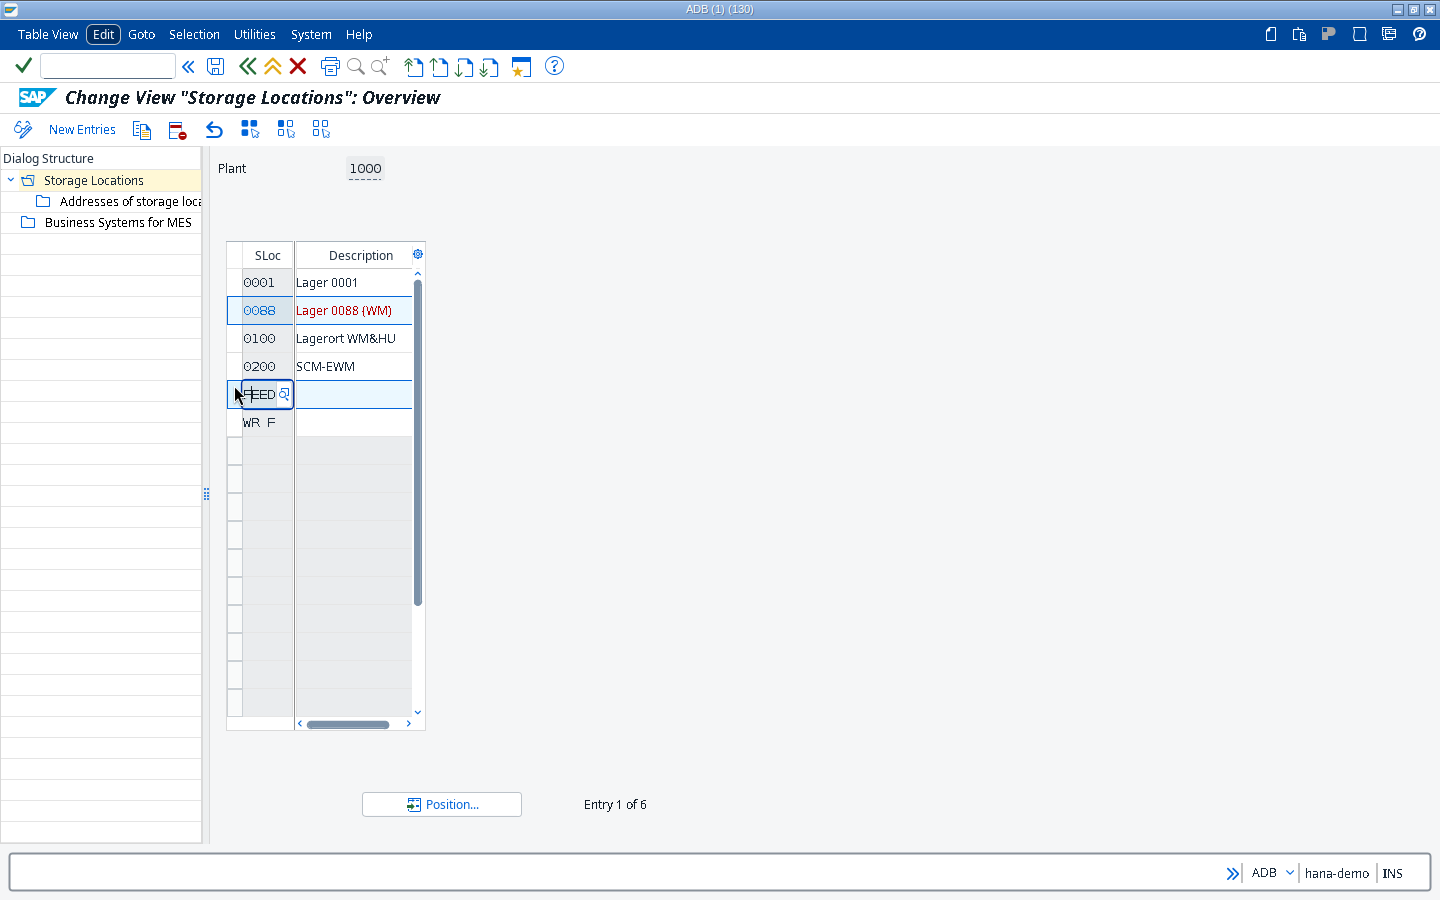 ADB (1) (130)
Table View Edit Goto Selection Utilities System Help
SAP Change View "Storage Locations": Overview
New Entries
Dialog Structure
Storage Locations
Addresses of storage loca
Business Systems for MES
Plant 1000
SLoc Description
0001 Lager 0001
0088 Lager 0088 (WM)
0100 Lagerort WM&HU
0200 SCM-EWM
FEED
WR F
Position... Entry 1 of 6
ADB hana-demo INS